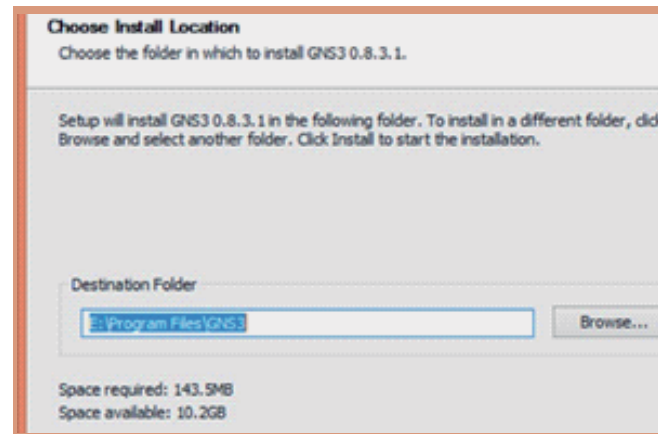 Choose Install Location
Choose the folder in which to install GNS3 0.8.3.1.
Setup will install GNS3 0.8.3.1 in the following folder. To install in a different folder, click
Browse and select another folder. Click Install to start the installation.
Destination Folder
E:\Program Files\GNS3
Browse...
Space required: 143.5MB
Space available: 10.2GB